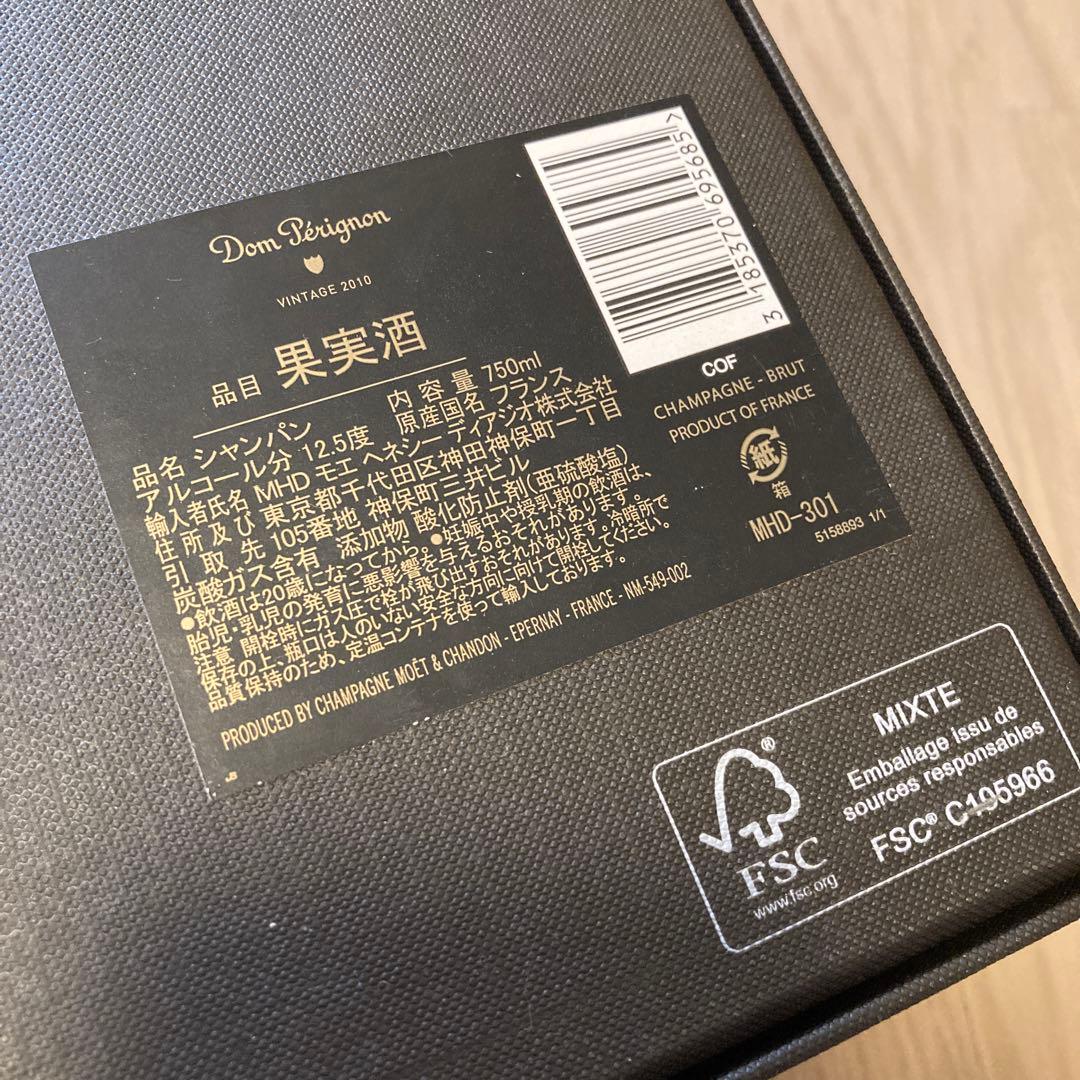 Dom Pérignon
VINTAGE 2010
品目 果実酒
品名 シャンパン 内容量 750ml
アルコール分 12.5度 原産国名 フランス
輸入者氏名 MHD モエ ヘネシー ディアジオ株式会社
住所及び 東京都千代田区神田神保町一丁目
引取先 105番地 神保町三井ビル
炭酸ガス含有 添加物 酸化防止剤(亜硫酸塩)
●飲酒は20歳になってから。●妊娠中や授乳期の飲酒は、
胎児・乳児の発育に悪影響を与えるおそれがあります。
注意 開栓時にガス圧で栓が飛び出すおそれがあります。冷暗所で
保存の上、瓶口は人のいない安全な方向に向けて開栓してください。
品質保持のため、定温コンテナを使って輸入しております。
PRODUCED BY CHAMPAGNE MOËT & CHANDON - EPERNAY - FRANCE - NM-549-002
JB
3 185370 695685 >
COF
CHAMPAGNE - BRUT
PRODUCT OF FRANCE
紙
箱
MHD-301
5158893 1/1
MIXTE
Emballage issu de
sources responsables
FSC® C105966
®
FSC
www.fsc.org